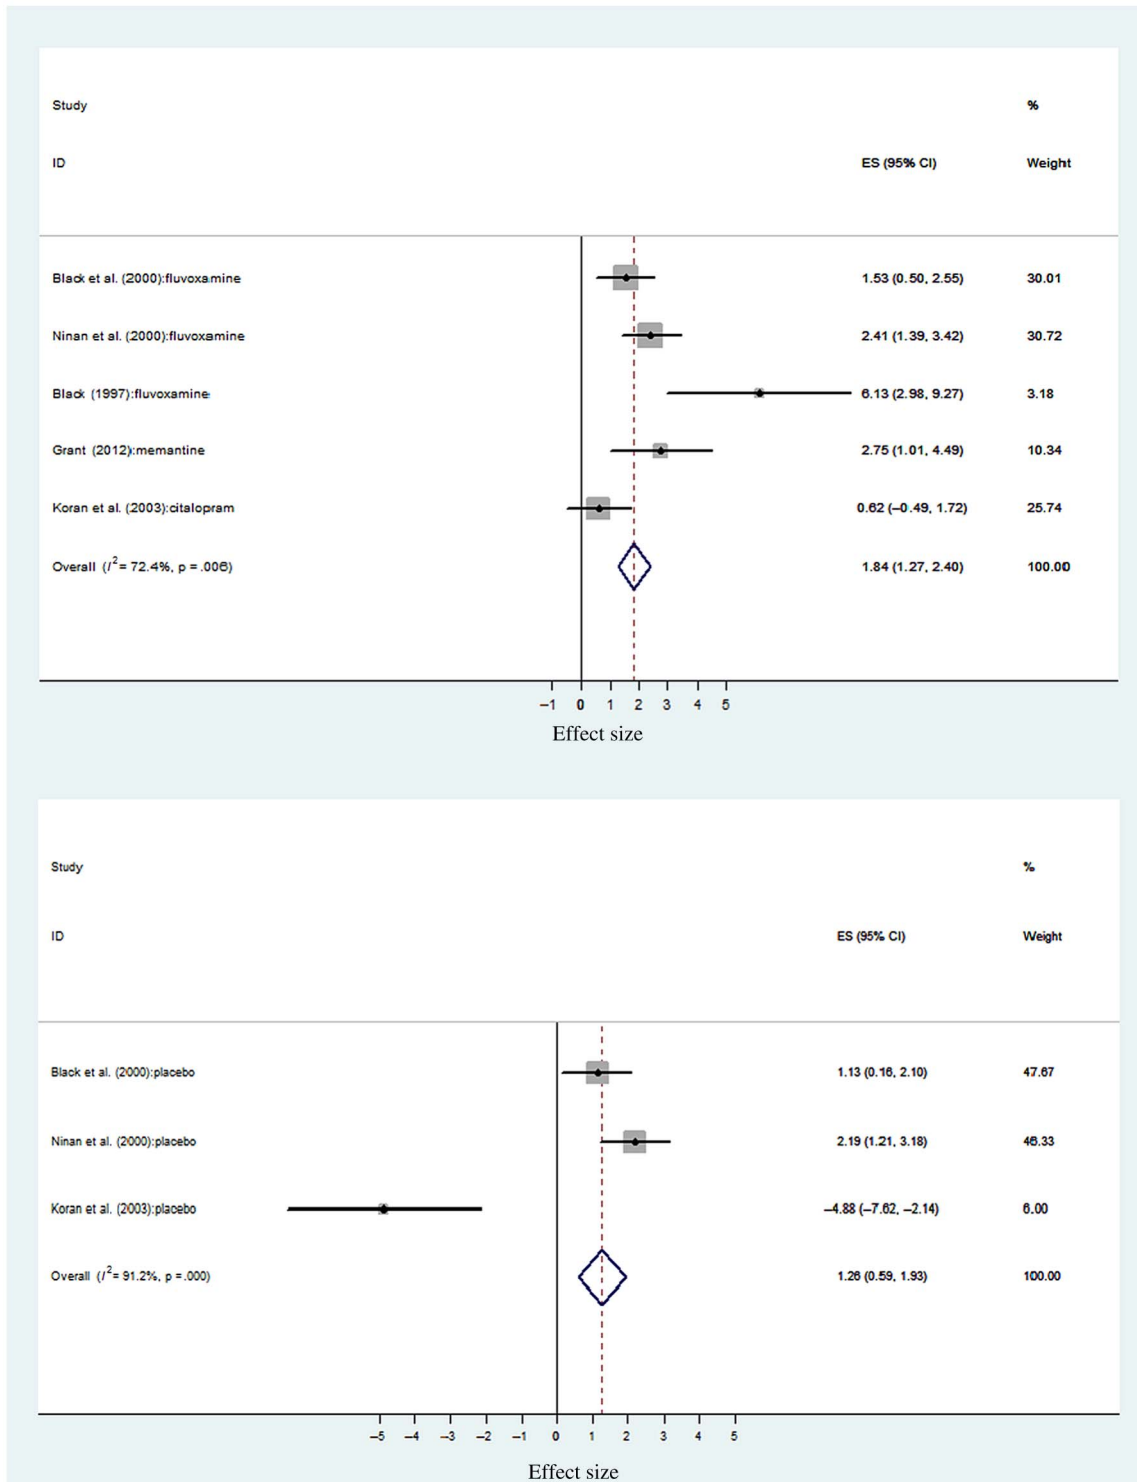 Study %
ID ES (95% CI) Weight
Black et al. (2000):fluvoxamine 1.53 (0.50, 2.55) 30.01
Ninan et al. (2000):fluvoxamine 2.41 (1.39, 3.42) 30.72
Black (1997):fluvoxamine 6.13 (2.98, 9.27) 3.18
Grant (2012):memantine 2.75 (1.01, 4.49) 10.34
Koran et al. (2003):citalopram 0.62 (–0.49, 1.72) 25.74
Overall (I² = 72.4%, p = .006) 1.84 (1.27, 2.40) 100.00
–1 0 1 2 3 4 5
Effect size
Study %
ID ES (95% CI) Weight
Black et al. (2000):placebo 1.13 (0.16, 2.10) 47.67
Ninan et al. (2000):placebo 2.19 (1.21, 3.18) 46.33
Koran et al. (2003):placebo –4.88 (–7.62, –2.14) 6.00
Overall (I² = 91.2%, p = .000) 1.26 (0.59, 1.93) 100.00
–5 –4 –3 –2 –1 0 1 2 3 4 5
Effect size